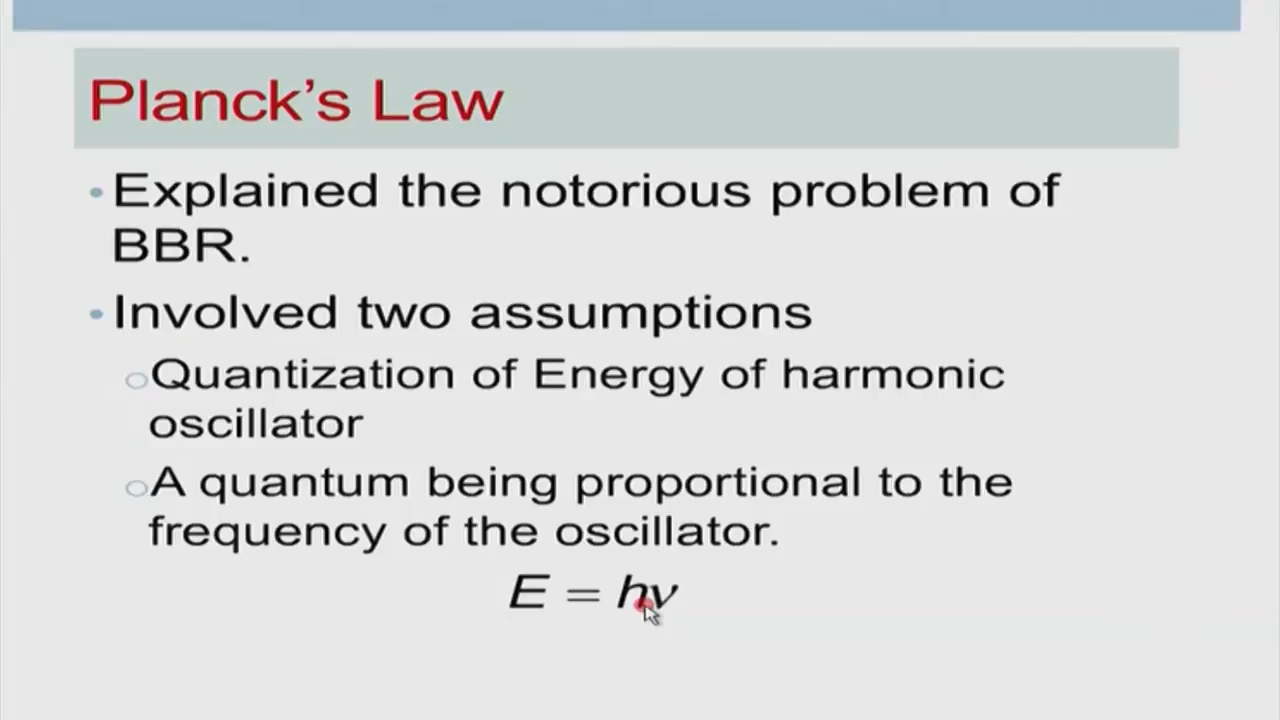 Planck's Law
• Explained the notorious problem of
BBR.
• Involved two assumptions
○Quantization of Energy of harmonic
oscillator
○A quantum being proportional to the
frequency of the oscillator.
E = hν